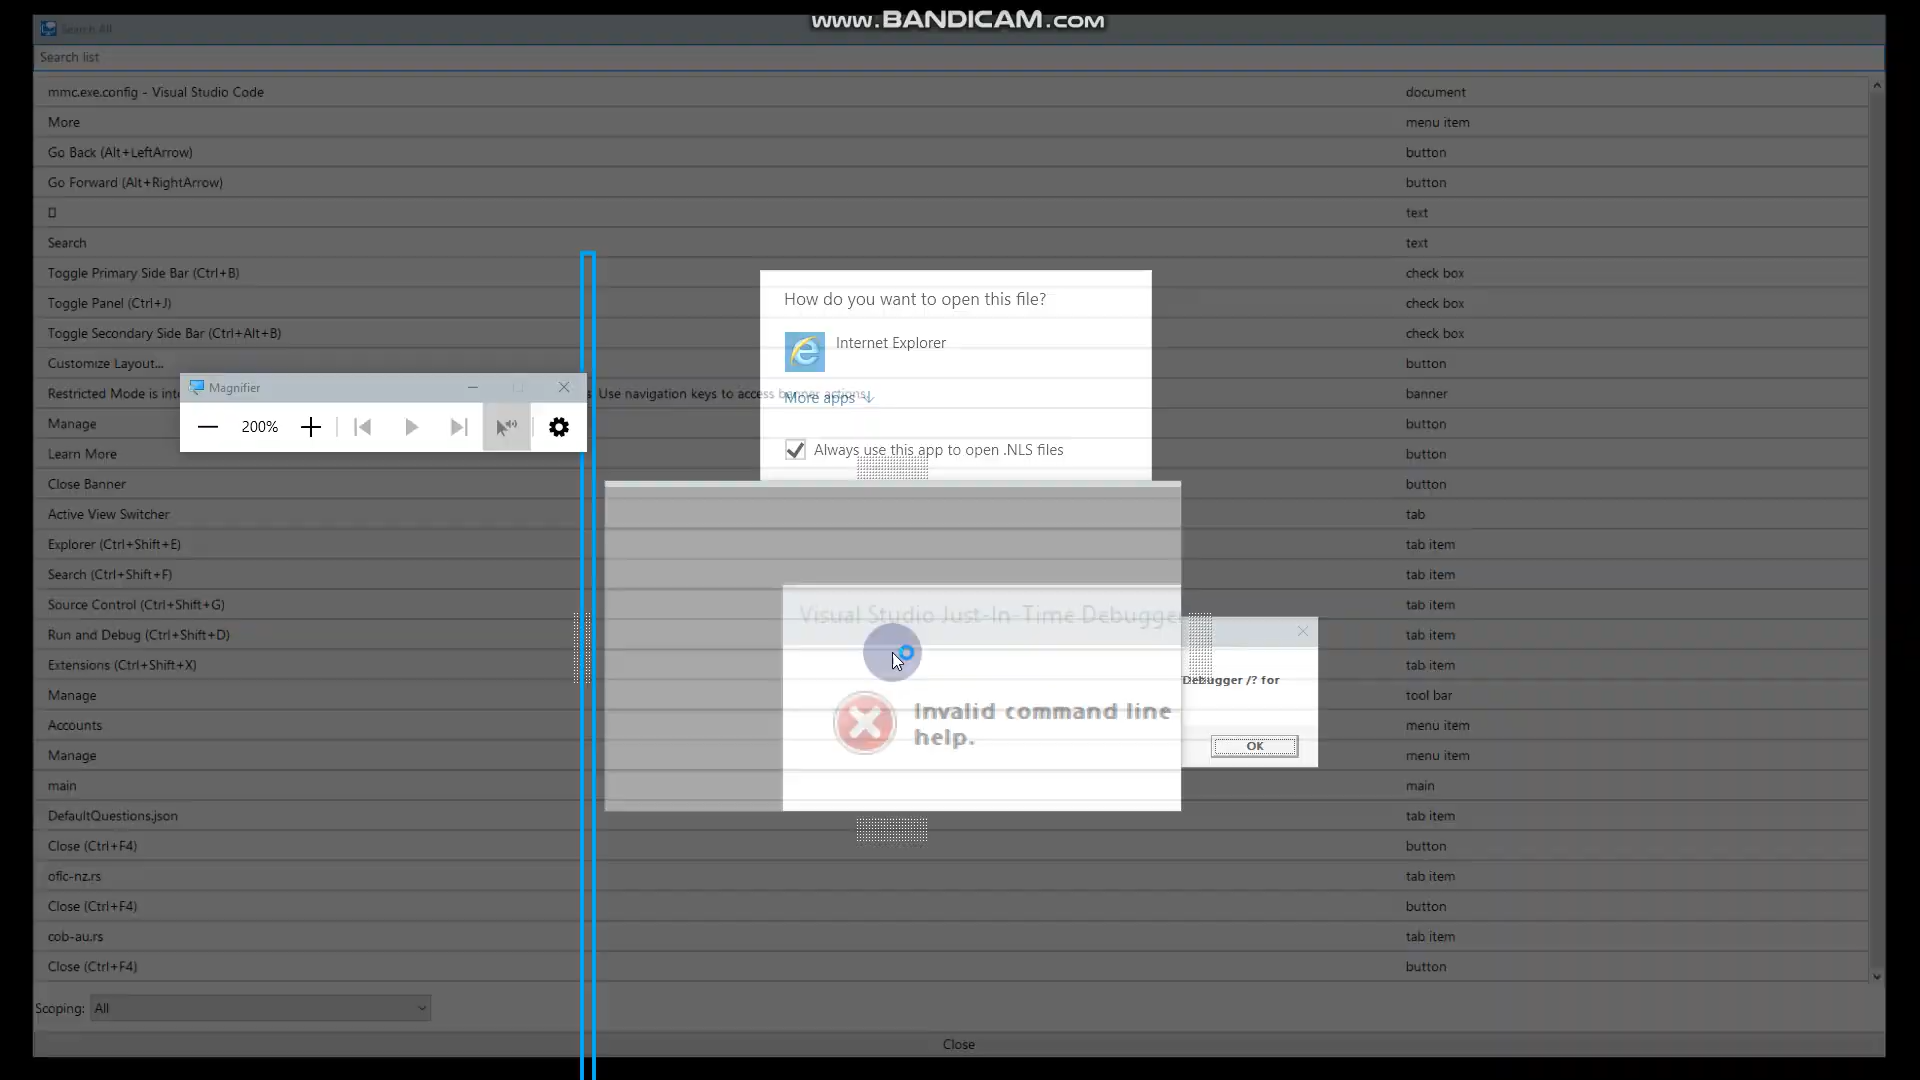 www.BANDICAM.com
Search All
Search list
mmc.exe.config - Visual Studio Code document
More menu item
Go Back (Alt+LeftArrow) button
Go Forward (Alt+RightArrow) button
text
Search text
Toggle Primary Side Bar (Ctrl+B) check box
Toggle Panel (Ctrl+J) check box
Toggle Secondary Side Bar (Ctrl+Alt+B) check box
Customize Layout... button
Restricted Mode is Use navigation keys to access banner actions. banner
Manage button
Learn More button
Close Banner button
Active View Switcher tab
Explorer (Ctrl+Shift+E) tab item
Search (Ctrl+Shift+F) tab item
Source Control (Ctrl+Shift+G) tab item
Run and Debug (Ctrl+Shift+D) tab item
Extensions (Ctrl+Shift+X) tab item
Manage tool bar
Accounts menu item
Manage menu item
main main
DefaultQuestions.json tab item
Close (Ctrl+F4) button
ofic-nz.rs tab item
Close (Ctrl+F4) button
cob-au.rs tab item
Close (Ctrl+F4) button
Scoping: All
Close
Magnifier
200%
How do you want to open this file?
Internet Explorer
More apps
Always use this app to open .NLS files
Visual Studio Just-In-Time Debugger
Invalid command line
help.
Debugger /? for
OK